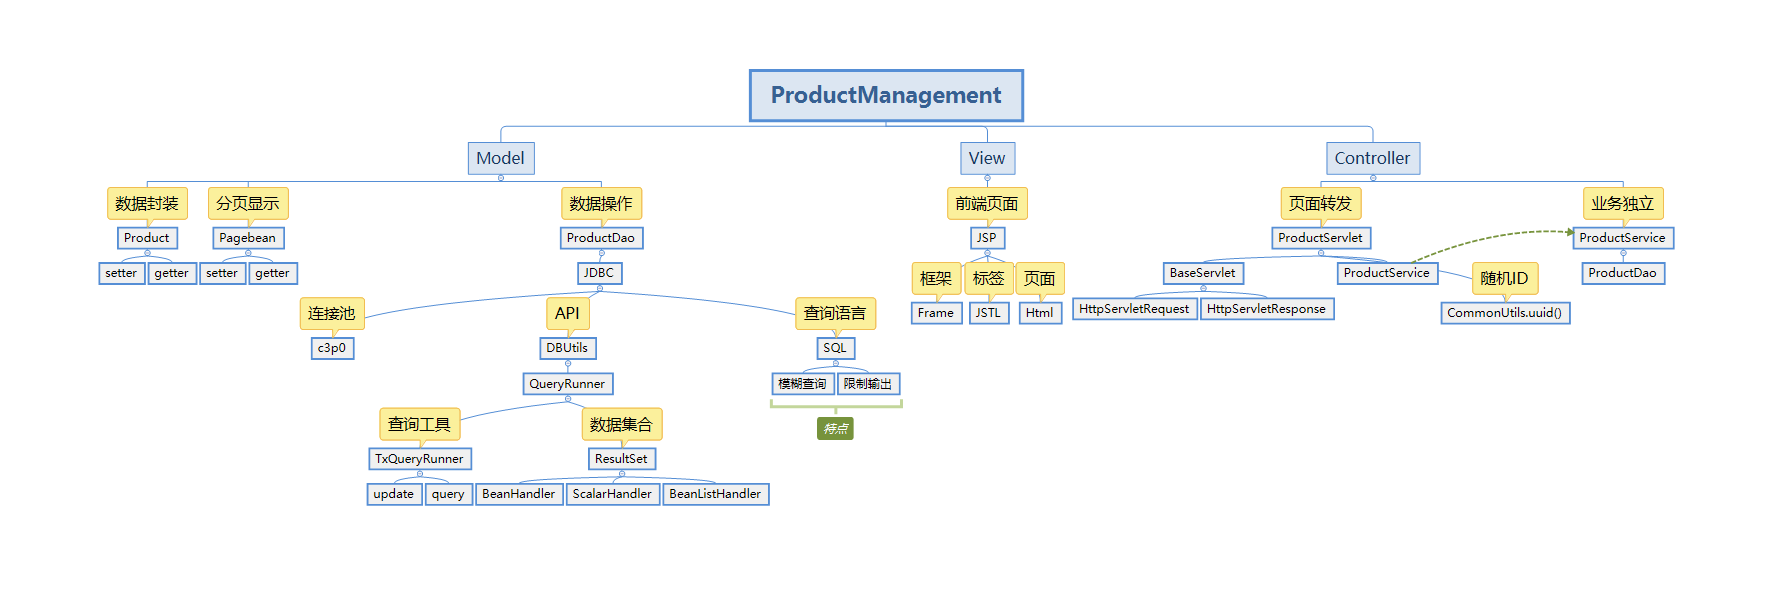 ProductManagement
Model
View
Controller
数据封装
分页显示
数据操作
前端页面
页面转发
业务独立
Product
Pagebean
ProductDao
JSP
ProductServlet
ProductService
setter
getter
setter
getter
JDBC
框架
标签
页面
BaseServlet
ProductService
随机ID
ProductDao
连接池
API
查询语言
Frame
JSTL
Html
HttpServletRequest
HttpServletResponse
CommonUtils.uuid()
c3p0
DBUtils
SQL
QueryRunner
模糊查询
限制输出
查询工具
数据集合
特点
TxQueryRunner
ResultSet
update
query
BeanHandler
ScalarHandler
BeanListHandler